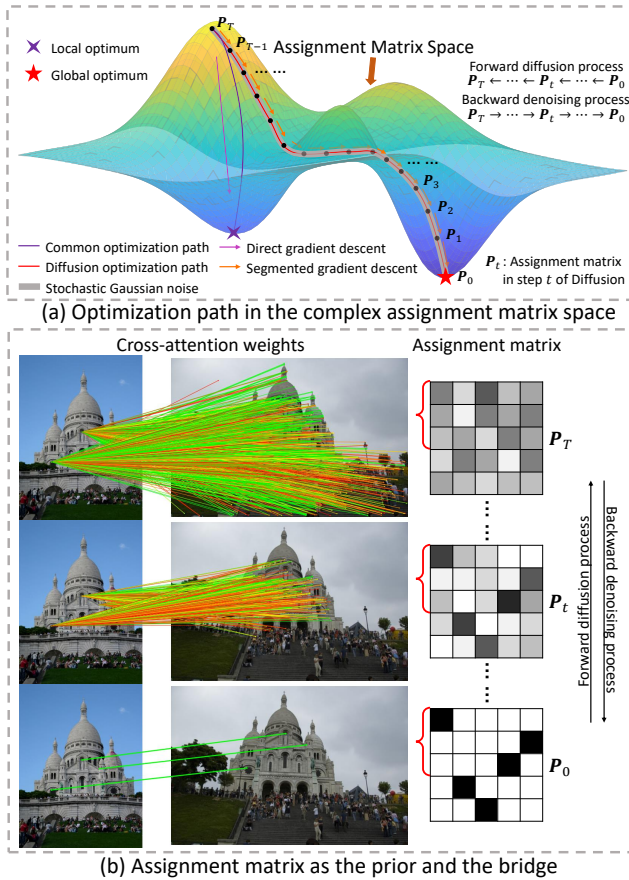 P_T
P_{T-1}
... ...
Local optimum
Global optimum
Assignment Matrix Space
Forward diffusion process
P_T ← ⋯ ← P_t ← ⋯ ← P_0
Backward denoising process
P_T → ⋯ → P_t → ⋯ → P_0
... ...
P_3
P_2
P_1
P_0
Common optimization path
Direct gradient descent
Diffusion optimization path
Segmented gradient descent
Stochastic Gaussian noise
P_t : Assignment matrix
in step t of Diffusion
(a) Optimization path in the complex assignment matrix space
Cross-attention weights
Assignment matrix
P_T
......
P_t
......
P_0
Forward diffusion process
Backward denoising process
(b) Assignment matrix as the prior and the bridge